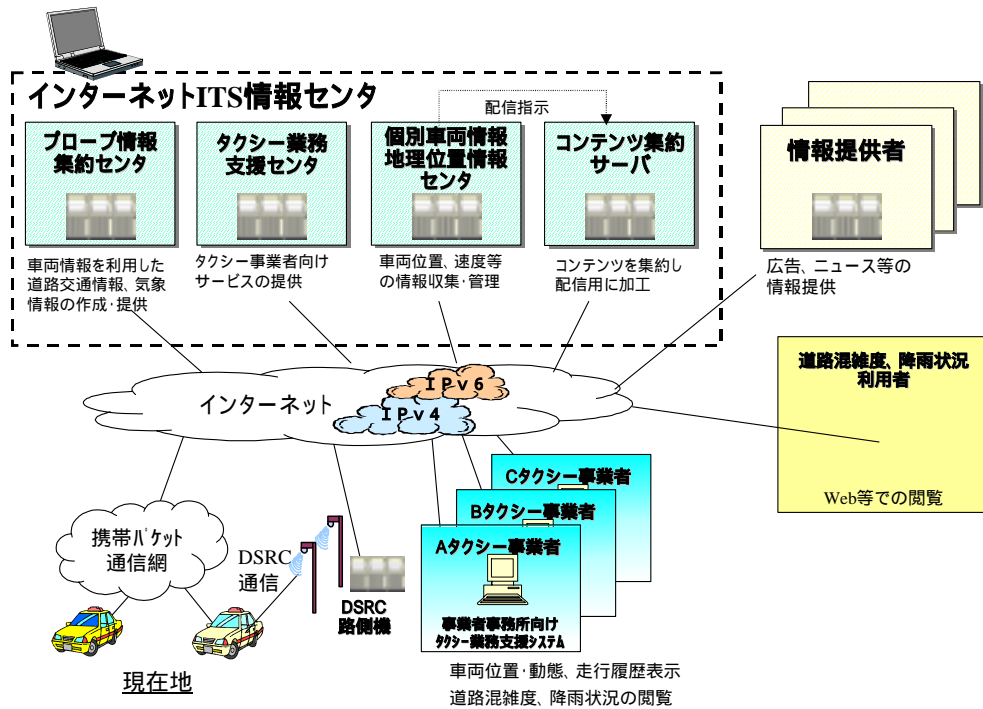 インターネットITS情報センタ
配信指示
プローブ情報
集約センタ
タクシー業務
支援センタ
個別車両情報
地理位置情報
センタ
コンテンツ集約
サーバ
情報提供者
車両情報を利用した
道路交通情報、気象
情報の作成・提供
タクシー事業者向け
サービスの提供
車両位置、速度等
の情報収集・管理
コンテンツを集約し
配信用に加工
広告、ニュース等の
情報提供
道路混雑度、降雨状況
利用者
Web等での閲覧
インターネット
IPv6
IPv4
Cタクシー事業者
Bタクシー事業者
Aタクシー事業者
事業者事務所向け
タクシー業務支援システム
携帯パケット
通信網
DSRC
通信
DSRC
路側機
現在地
車両位置・動態、走行履歴表示
道路混雑度、降雨状況の閲覧